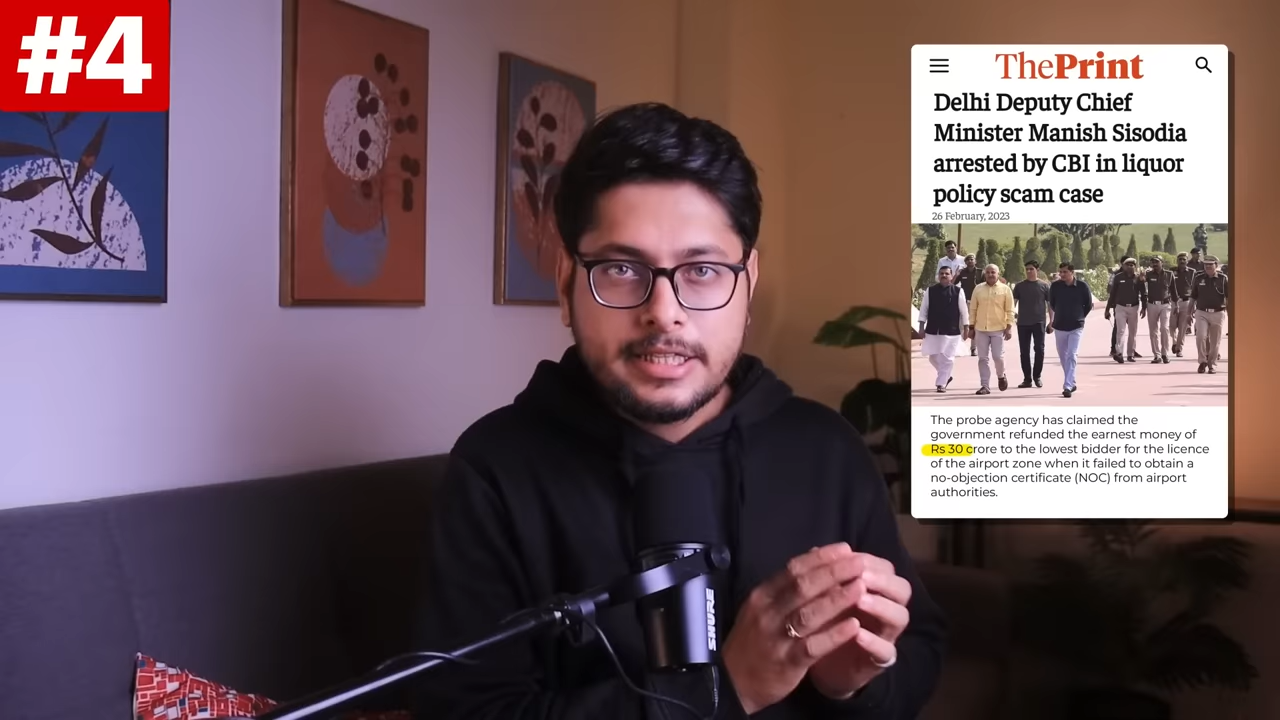 #4
ThePrint
Delhi Deputy Chief
Minister Manish Sisodia
arrested by CBI in liquor
policy scam case
26 February, 2023
The probe agency has claimed the
government refunded the earnest money of
Rs 30 crore to the lowest bidder for the licence
of the airport zone when it failed to obtain a
no-objection certificate (NOC) from airport
authorities.
SHURE